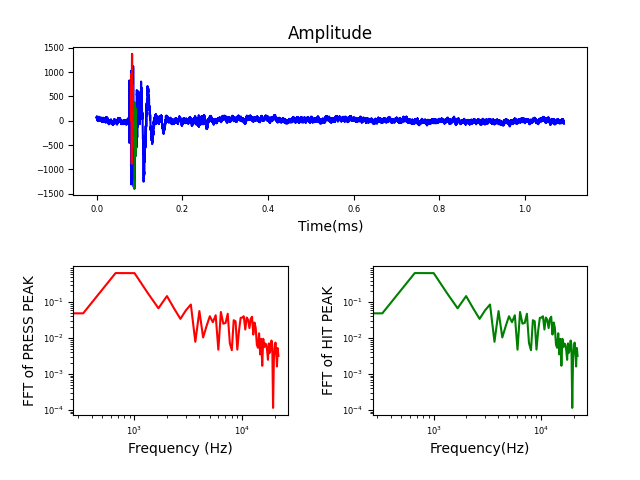 Amplitude
1500
1000
500
0
−500
−1000
−1500
0.0 0.2 0.4 0.6 0.8 1.0
Time(ms)
FFT of PRESS PEAK
10⁻¹
10⁻²
10⁻³
10⁻⁴
10³ 10⁴
Frequency (Hz)
FFT of HIT PEAK
10⁻¹
10⁻²
10⁻³
10⁻⁴
10³ 10⁴
Frequency(Hz)